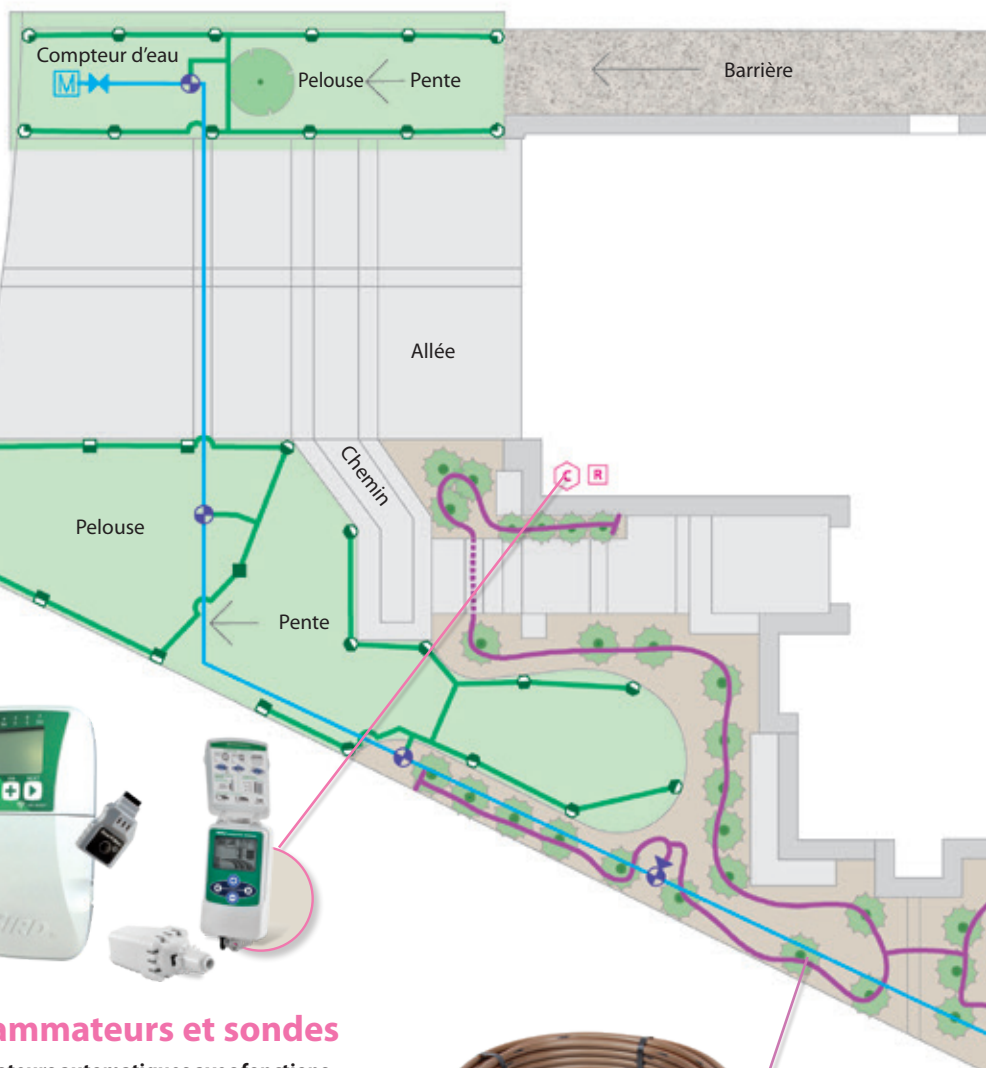 Compteur d'eau
M
Pelouse
Pente
Barrière
Allée
Chemin
C
R
Pelouse
Pente
ammateurs et sondes